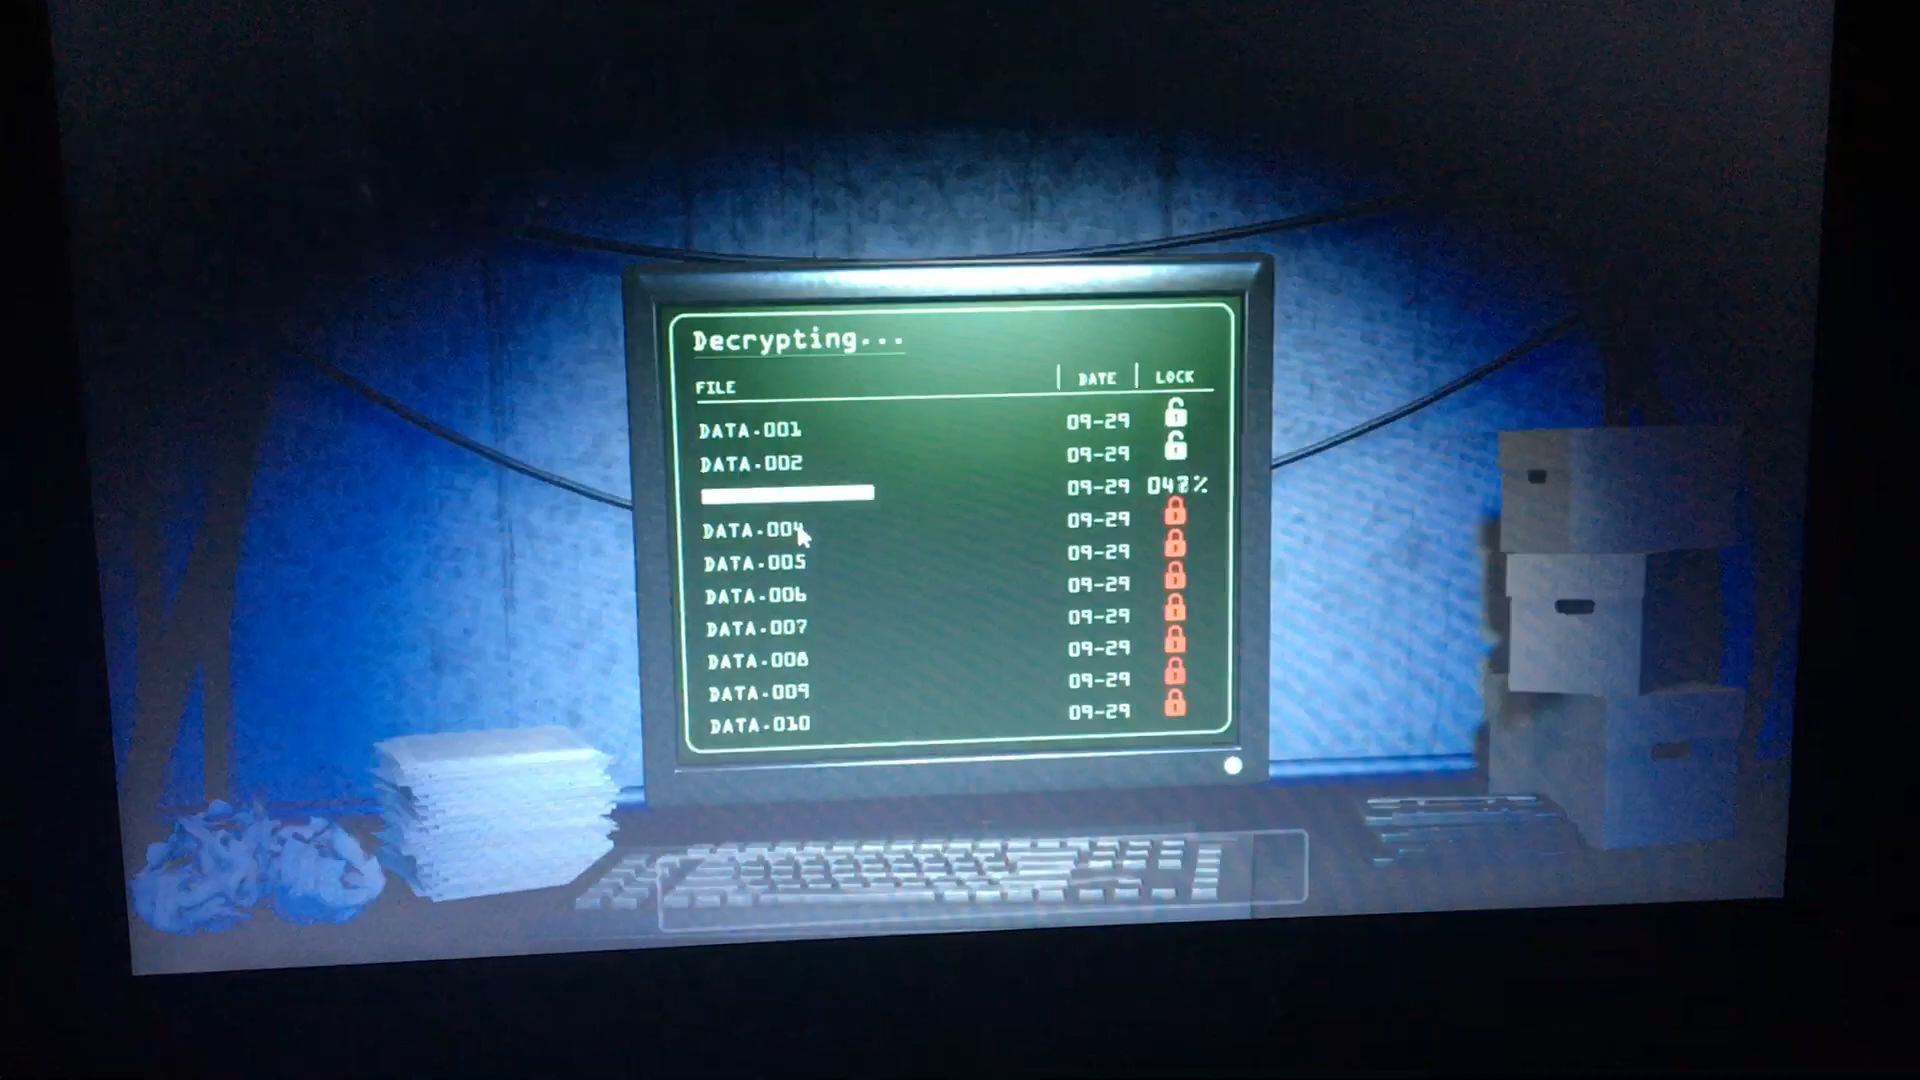 Decrypting...
FILE | DATE | LOCK
DATA.001 09-29
DATA.002 09-29
09-29
DATA.004 09-29
DATA.005 09-29
DATA.006 09-29
DATA.007 09-29
DATA.008 09-29
DATA.009 09-29
DATA.010 09-29